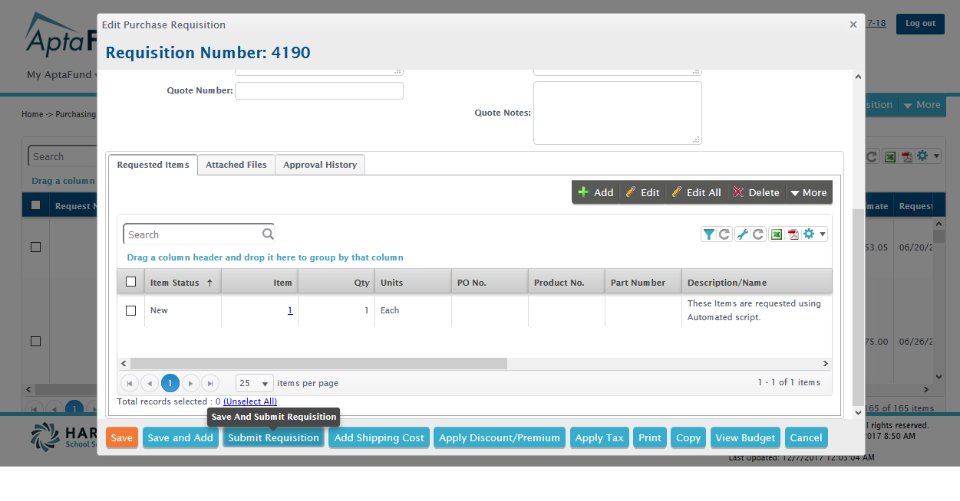 Edit Purchase Requisition
×
AptaF
7-18
Log out
Requisition Number: 4190
My AptaFund
Quote Number:
Quote Notes:
Home -> Purchasing
sition
More
Requested Items
Attached Files
Approval History
Search
Drag a column
Add
Edit
Edit All
Delete
More
Request N
mate
Reques
Search
Drag a column header and drop it here to group by that column
53.05
06/20/2
Item Status ↑
Item
Qty
Units
PO No.
Product No.
Part Number
Description/Name
New
1
1
Each
These Items are requested using
Automated script.
75.00
06/26/2
1
25
items per page
1 - 1 of 1 items
Total records selected : 0 (Unselect All)
1
65 of 165 items
Save And Submit Requisition
Save
Save and Add
Submit Requisition
Add Shipping Cost
Apply Discount/Premium
Apply Tax
Print
Copy
View Budget
Cancel
HAR
School S
l rights reserved.
017 8:50 AM
Last Updated: 12/7/2017 12:05:04 AM